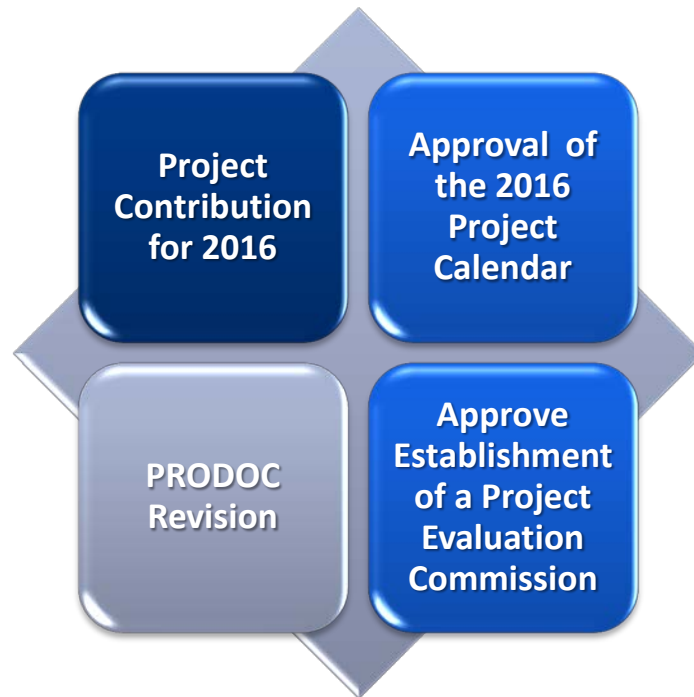 Project
Contribution
for 2016
Approval of
the 2016
Project
Calendar
PRODOC
Revision
Approve
Establishment
of a Project
Evaluation
Commission